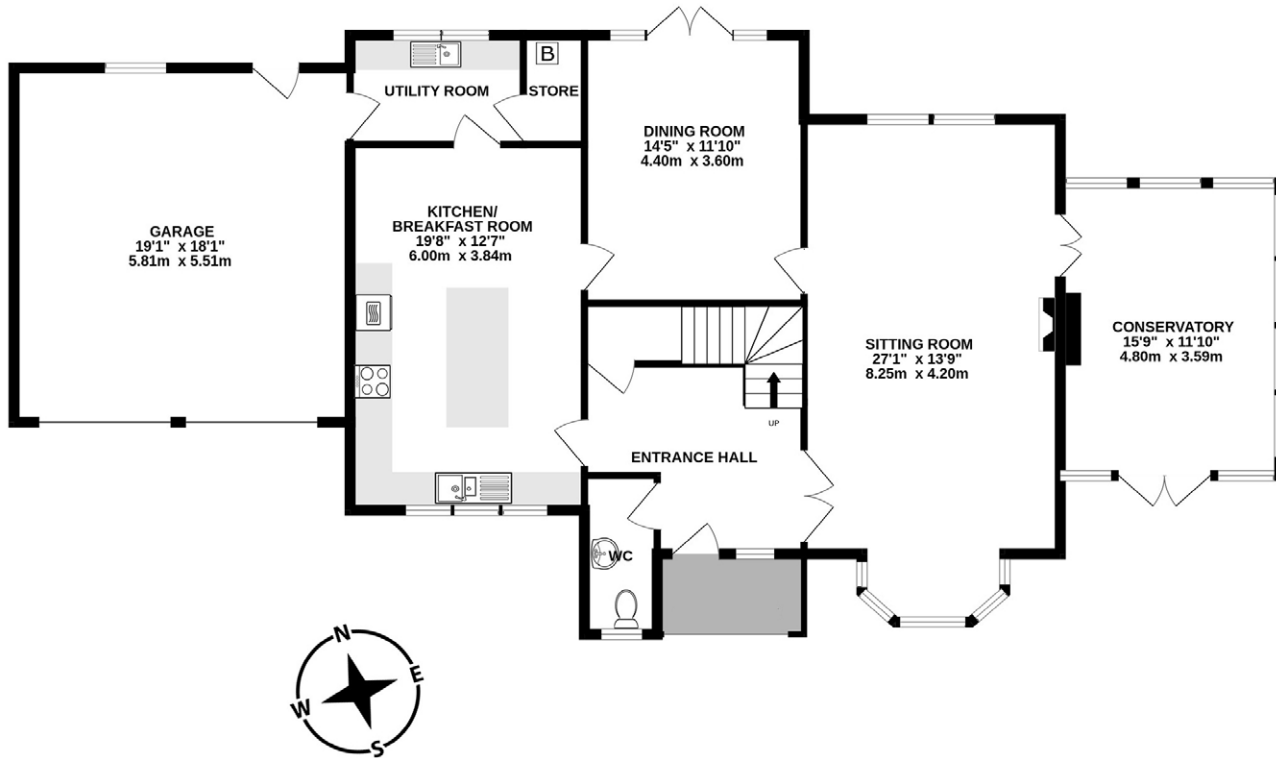 B
UTILITY ROOM
STORE
DINING ROOM
14'5" x 11'10"
4.40m x 3.60m
KITCHEN/
BREAKFAST ROOM
19'8" x 12'7"
6.00m x 3.84m
GARAGE
19'1" x 18'1"
5.81m x 5.51m
SITTING ROOM
27'1" x 13'9"
8.25m x 4.20m
CONSERVATORY
15'9" x 11'10"
4.80m x 3.59m
UP
ENTRANCE HALL
WC
N
E
W
S